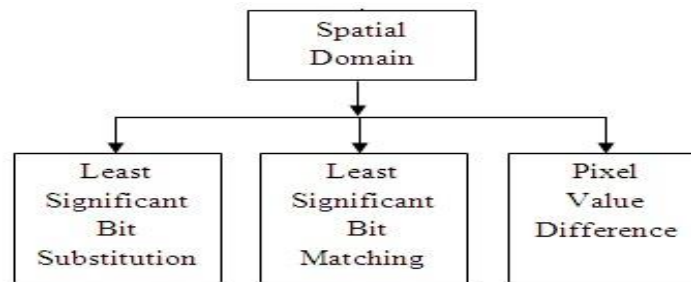 Spatial
Domain
Least
Significant
Bit
Substitution
Least
Significant
Bit
Matching
Pixel
Value
Difference